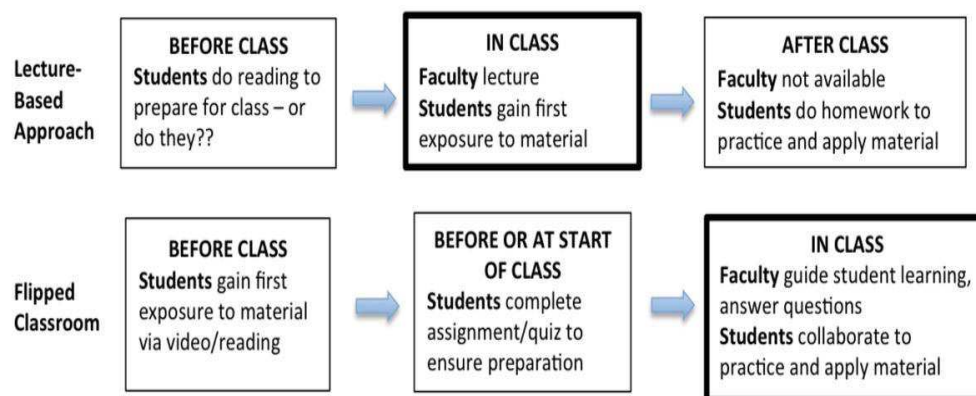 Lecture-
Based
Approach
BEFORE CLASS
Students do reading to
prepare for class – or
do they??
IN CLASS
Faculty lecture
Students gain first
exposure to material
AFTER CLASS
Faculty not available
Students do homework to
practice and apply material
Flipped
Classroom
BEFORE CLASS
Students gain first
exposure to material
via video/reading
BEFORE OR AT START
OF CLASS
Students complete
assignment/quiz to
ensure preparation
IN CLASS
Faculty guide student learning,
answer questions
Students collaborate to
practice and apply material